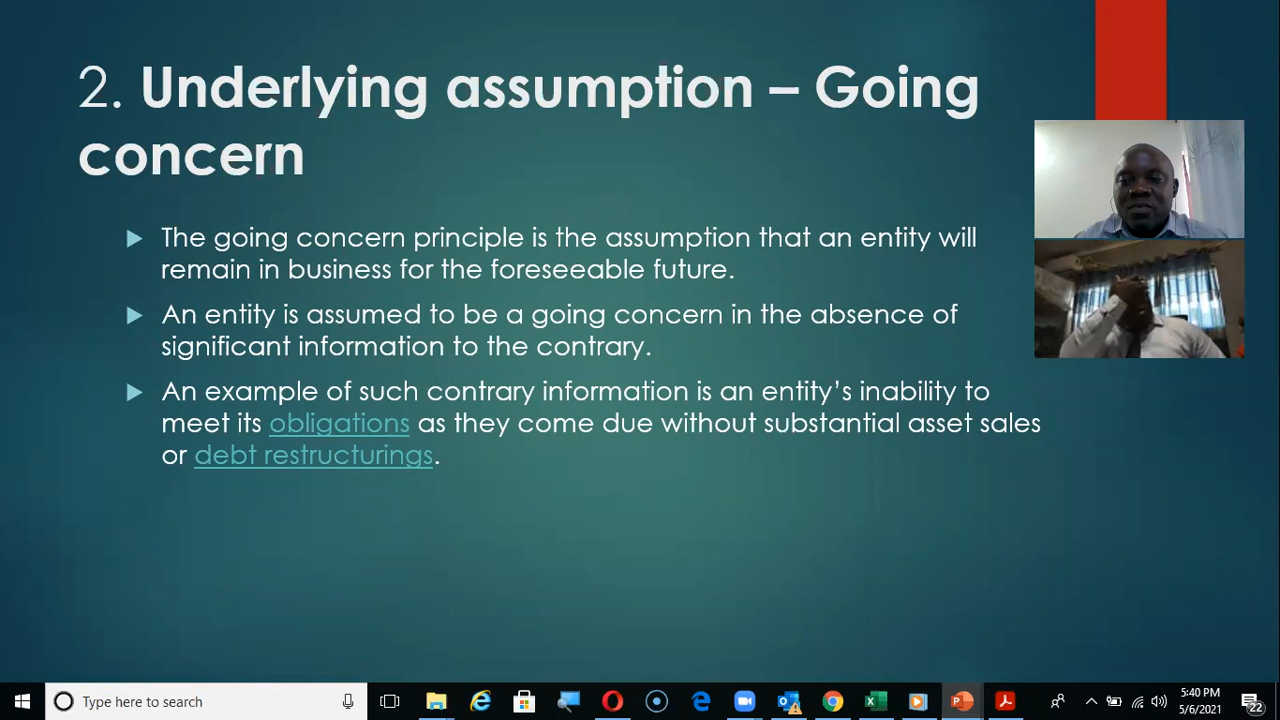 2. Underlying assumption – Going
concern
The going concern principle is the assumption that an entity will
remain in business for the foreseeable future.
An entity is assumed to be a going concern in the absence of
significant information to the contrary.
An example of such contrary information is an entity’s inability to
meet its obligations as they come due without substantial asset sales
or debt restructurings.
Type here to search
5:40 PM
5/6/2021
22